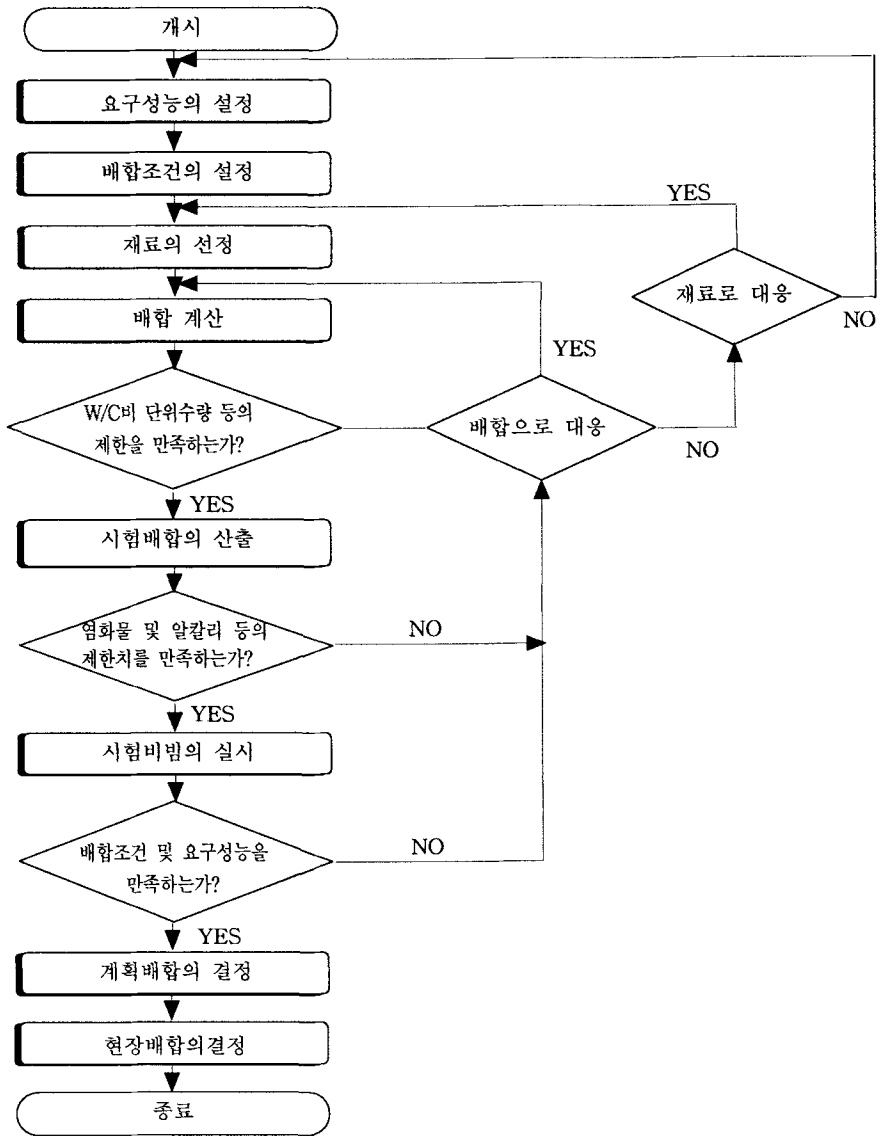 개시
요구성능의 설정
배합조건의 설정
YES
재료의 선정
재료로 대응
NO
배합 계산
YES
W/C비 단위수량 등의
제한을 만족하는가?
배합으로 대응
NO
YES
시험배합의 산출
염화물 및 알칼리 등의
제한치를 만족하는가?
NO
YES
시험비빔의 실시
배합조건 및 요구성능을
만족하는가?
NO
YES
계획배합의 결정
현장배합의결정
종료